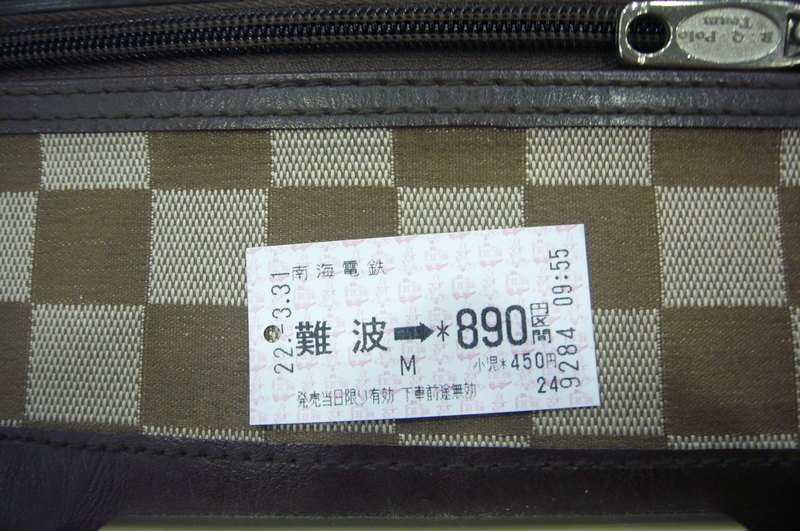 R.Q.Polo
Team
22.-3.31
南海電鉄
難波➡*890円区間
M
小児*450円
発売当日限り有効 下車前途無効
24
9284 09:55